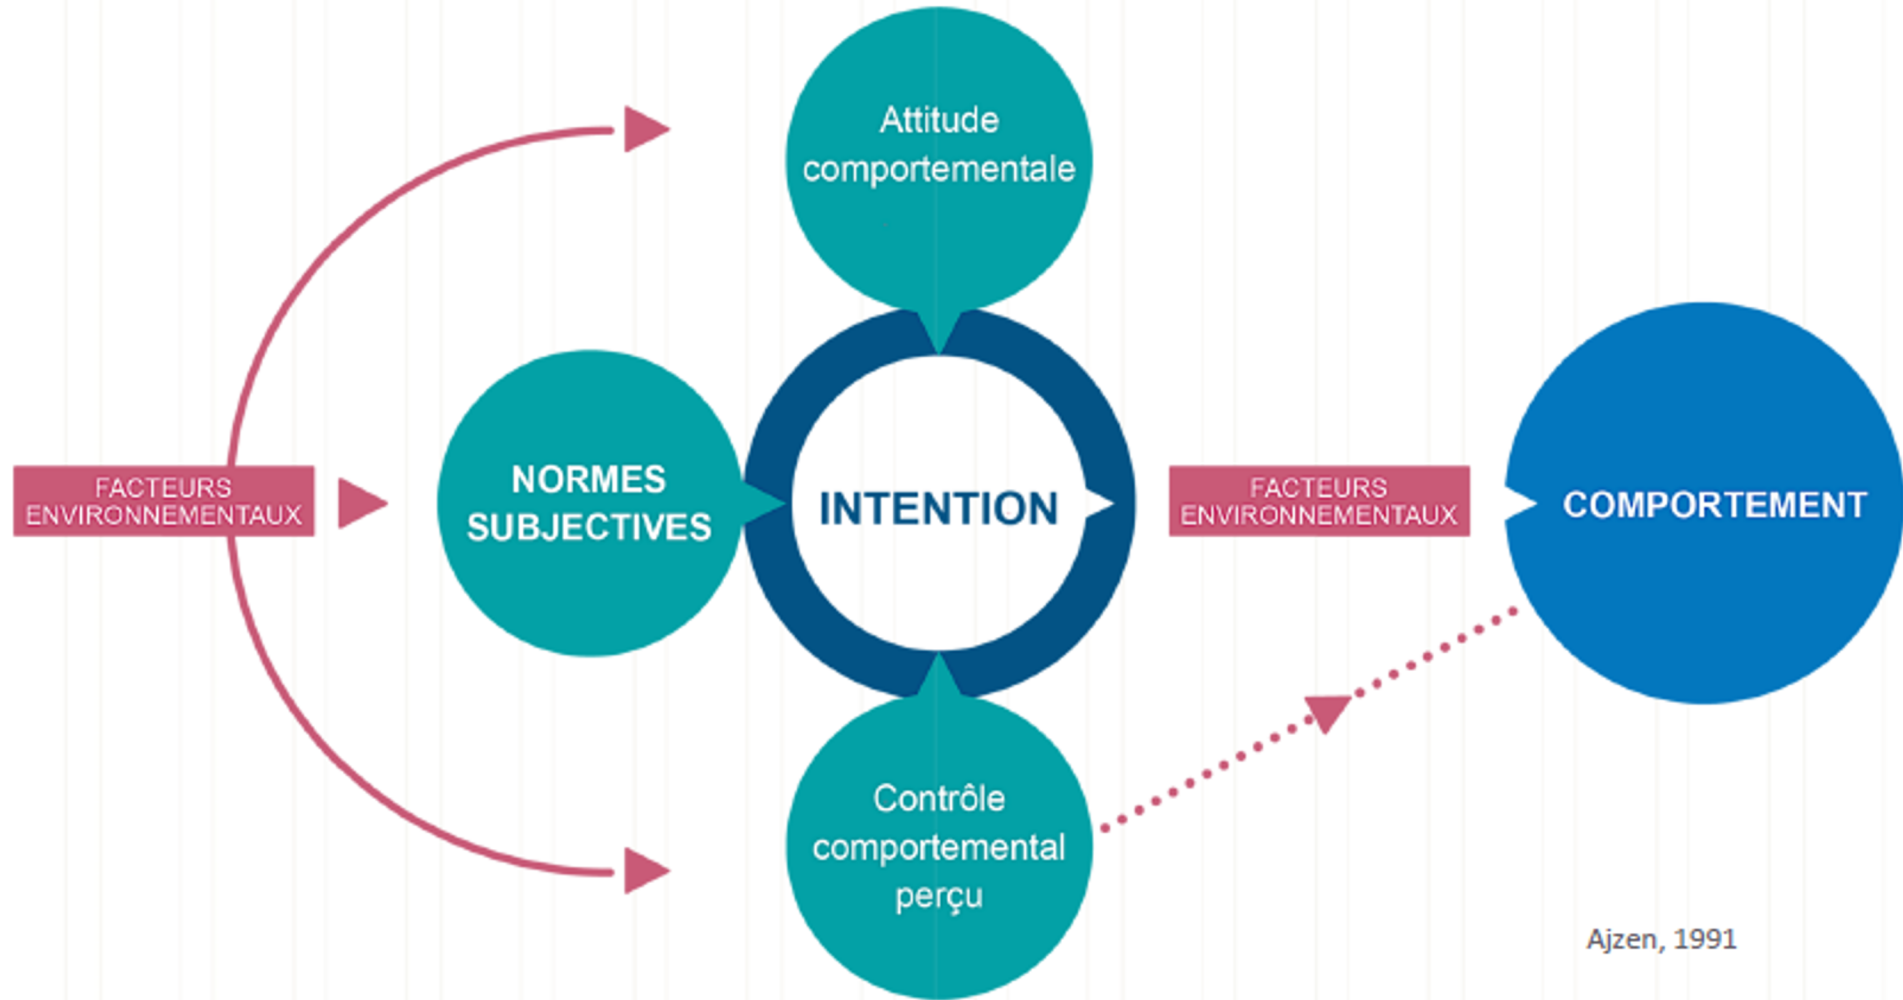 Attitude
comportementale
FACTEURS
ENVIRONNEMENTAUX
NORMES
SUBJECTIVES
INTENTION
FACTEURS
ENVIRONNEMENTAUX
COMPORTEMENT
Contrôle
comportemental
perçu
Ajzen, 1991